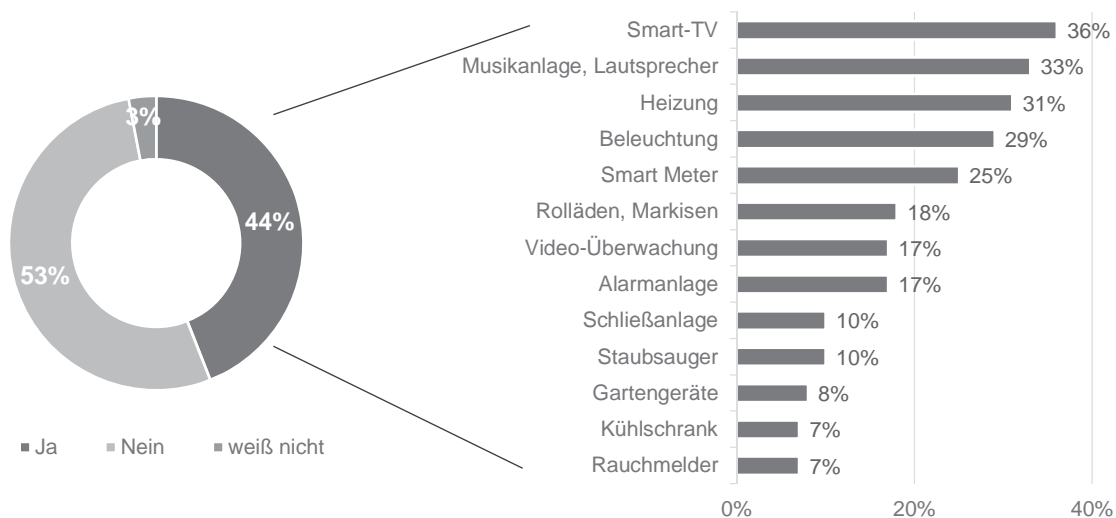 3%
44%
53%
Ja Nein weiß nicht
Smart-TV 36%
Musikanlage, Lautsprecher 33%
Heizung 31%
Beleuchtung 29%
Smart Meter 25%
Rolläden, Markisen 18%
Video-Überwachung 17%
Alarmanlage 17%
Schließanlage 10%
Staubsauger 10%
Gartengeräte 8%
Kühlschrank 7%
Rauchmelder 7%
0% 20% 40%